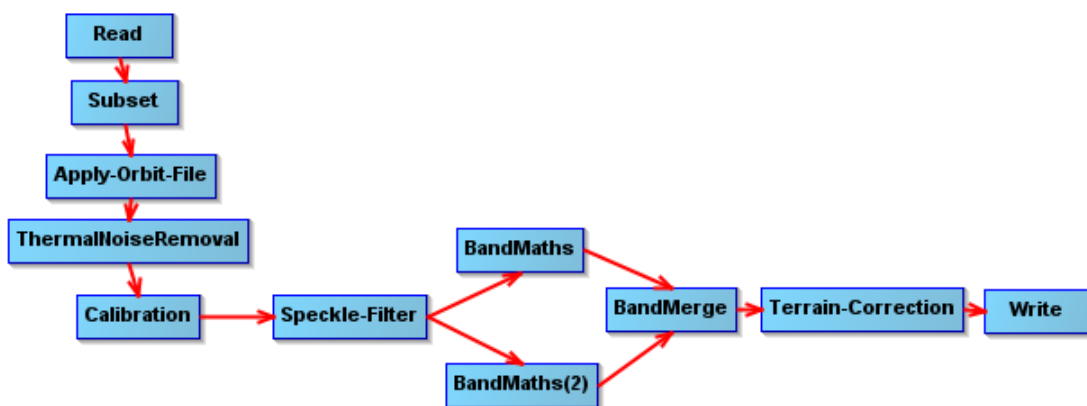 Read
Subset
Apply-Orbit-File
ThermalNoiseRemoval
Calibration
Speckle-Filter
BandMaths
BandMaths(2)
BandMerge
Terrain-Correction
Write